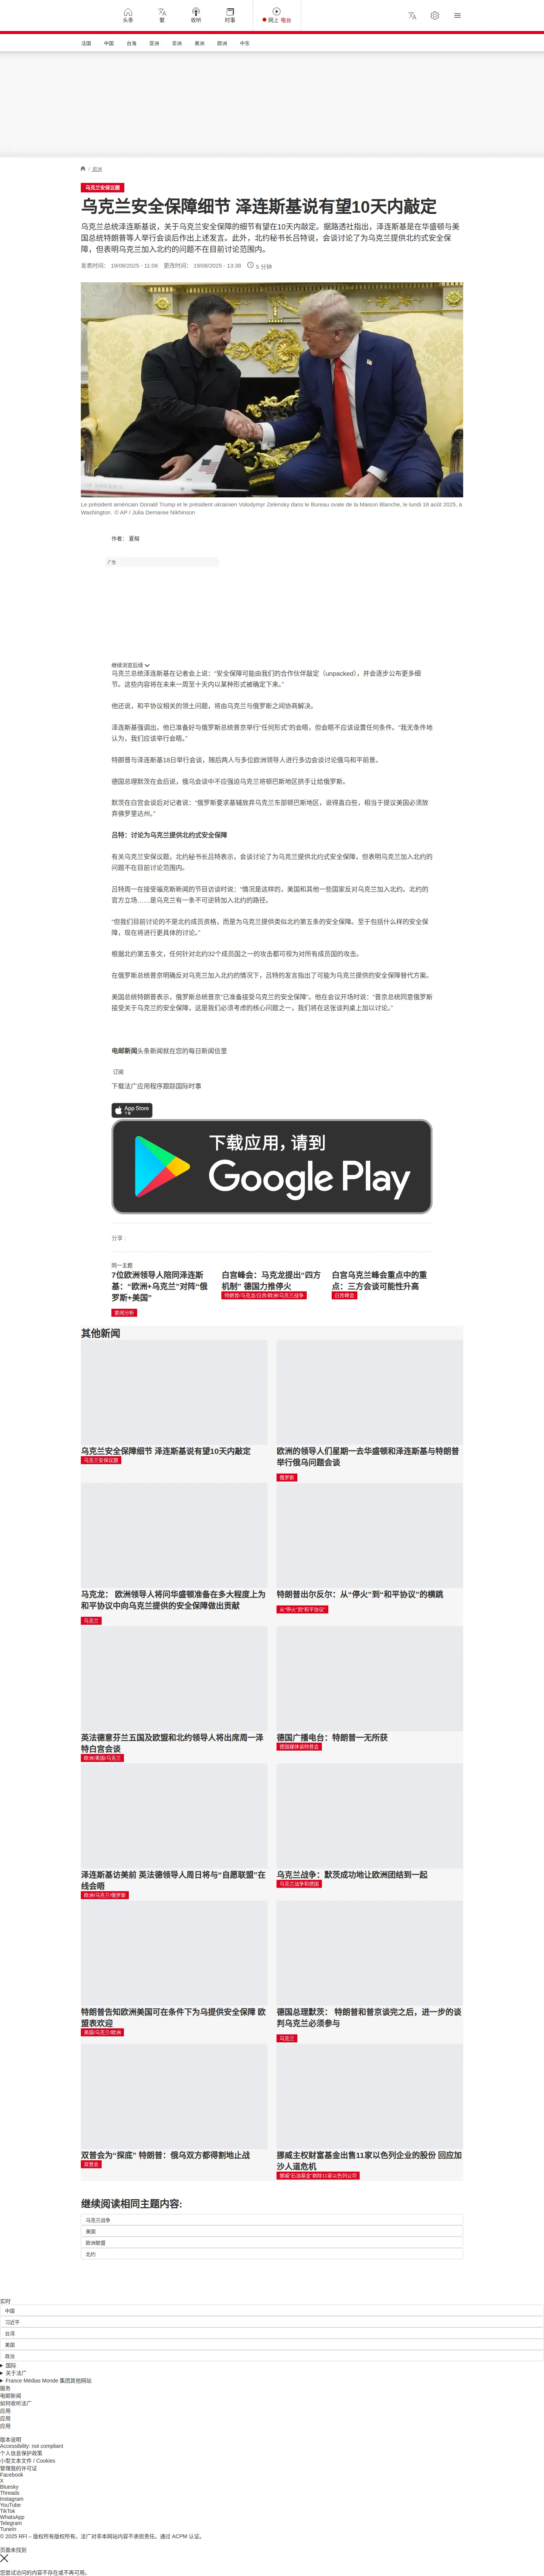 头条
繁
收听
时事
网上 电台
法国
中国
台海
亚洲
非洲
美洲
欧洲
中东
/ 欧洲
乌克兰安保议题
乌克兰安全保障细节 泽连斯基说有望10天内敲定
乌克兰总统泽连斯基说，关于乌克兰安全保障的细节有望在10天内敲定。据路透社指出，泽连斯基是在华盛顿与美
国总统特朗普等人举行会谈后作出上述发言。此外，北约秘书长吕特说，会谈讨论了为乌克兰提供北约式安全保
障，但表明乌克兰加入北约的问题不在目前讨论范围内。
发表时间： 19/08/2025 - 11:06 更改时间： 19/08/2025 - 13:38 5 分钟
Le président américain Donald Trump et le président ukrainien Volodymyr Zelensky dans le Bureau ovale de la Maison Blanche, le lundi 18 août 2025, à
Washington. © AP / Julia Demaree Nikhinson
作者： 夏榕
广告
继续浏览后续
乌克兰总统泽连斯基在记者会上说：“安全保障可能由我们的合作伙伴敲定（unpacked），并会逐步公布更多细
节。这些内容将在未来一周至十天内以某种形式被确定下来。”
他还说，和平协议相关的领土问题，将由乌克兰与俄罗斯之间协商解决。
泽连斯基强调出，他已准备好与俄罗斯总统普京举行“任何形式”的会晤，但会晤不应该设置任何条件。“我无条件地
认为，我们应该举行会晤。”
特朗普与泽连斯基18日举行会谈，随后两人与多位欧洲领导人进行多边会谈讨论俄乌和平前景。
德国总理默茨在会后说，俄乌会谈中不应强迫乌克兰将顿巴斯地区拱手让给俄罗斯。
默茨在白宫会谈后对记者说：“俄罗斯要求基辅放弃乌克兰东部顿巴斯地区，说得直白些，相当于提议美国必须放
弃佛罗里达州。”
吕特：讨论为乌克兰提供北约式安全保障
有关乌克兰安保议题，北约秘书长吕特表示，会谈讨论了为乌克兰提供北约式安全保障，但表明乌克兰加入北约的
问题不在目前讨论范围内。
吕特周一在接受福克斯新闻的节目访谈时说：“情况是这样的，美国和其他一些国家反对乌克兰加入北约。北约的
官方立场……是乌克兰有一条不可逆转加入北约的路径。
“但我们目前讨论的不是北约成员资格，而是为乌克兰提供类似北约第五条的安全保障。至于包括什么样的安全保
障，现在将进行更具体的讨论。”
根据北约第五条文，任何针对北约32个成员国之一的攻击都可视为对所有成员国的攻击。
在俄罗斯总统普京明确反对乌克兰加入北约的情况下，吕特的发言指出了可能为乌克兰提供的安全保障替代方案。
美国总统特朗普表示，俄罗斯总统普京“已准备接受乌克兰的安全保障”。他在会议开场时说：“普京总统同意俄罗斯
接受关于乌克兰的安全保障，这是我们必须考虑的核心问题之一，我们将在这张谈判桌上加以讨论。”
电邮新闻头条新闻就在您的每日新闻信里
订阅
下载法广应用程序跟踪国际时事
App Store
下载
下载应用，请到
Google Play
分享 :
同一主题
7位欧洲领导人陪同泽连斯
基：“欧洲+乌克兰”对阵“俄
罗斯+美国”
要闻分析
白宫峰会：马克龙提出“四方
机制” 德国力推停火
特朗普/马克龙/白宫/欧洲/乌克兰战争
白宫乌克兰峰会重点中的重
点：三方会谈可能性升高
白宫峰会
其他新闻
乌克兰安全保障细节 泽连斯基说有望10天内敲定
乌克兰安保议题
欧洲的领导人们星期一去华盛顿和泽连斯基与特朗普
举行俄乌问题会谈
俄罗斯
马克龙： 欧洲领导人将问华盛顿准备在多大程度上为
和平协议中向乌克兰提供的安全保障做出贡献
乌克兰
特朗普出尔反尔：从“停火”到“和平协议”的横跳
从“停火”到“和平协议”
英法德意芬兰五国及欧盟和北约领导人将出席周一泽
特白宫会谈
欧洲/美国/乌克兰
德国广播电台：特朗普一无所获
德国媒体谈特普会
泽连斯基访美前 英法德领导人周日将与“自愿联盟”在
线会晤
欧洲/乌克兰/俄罗斯
乌克兰战争：默茨成功地让欧洲团结到一起
乌克兰战争和德国
特朗普告知欧洲美国可在条件下为乌提供安全保障 欧
盟表欢迎
美国/乌克兰/欧洲
德国总理默茨： 特朗普和普京谈完之后，进一步的谈
判乌克兰必须参与
乌克兰
双普会为“探底” 特朗普：俄乌双方都得割地止战
双普会
挪威主权财富基金出售11家以色列企业的股份 回应加
沙人道危机
挪威“石油基金”剔除11家以色列公司
继续阅读相同主题内容:
乌克兰战争
美国
欧洲联盟
北约
实时
中国
习近平
台湾
美国
政治
国际
关于法广
France Médias Monde 集团其他网站
服务
电邮新闻
如何收听法广
应用
应用
应用
版本说明
Accessibility: not compliant
个人信息保护政策
小型文本文件 / Cookies
管理我的许可证
Facebook
X
Bluesky
Threads
Instagram
YouTube
TikTok
WhatsApp
Telegram
TuneIn
© 2025 RFI – 版权所有版权所有。法广对非本网站内容不承担责任。通过 ACPM 认证。
页面未找到
您尝试访问的内容不存在或不再可用。